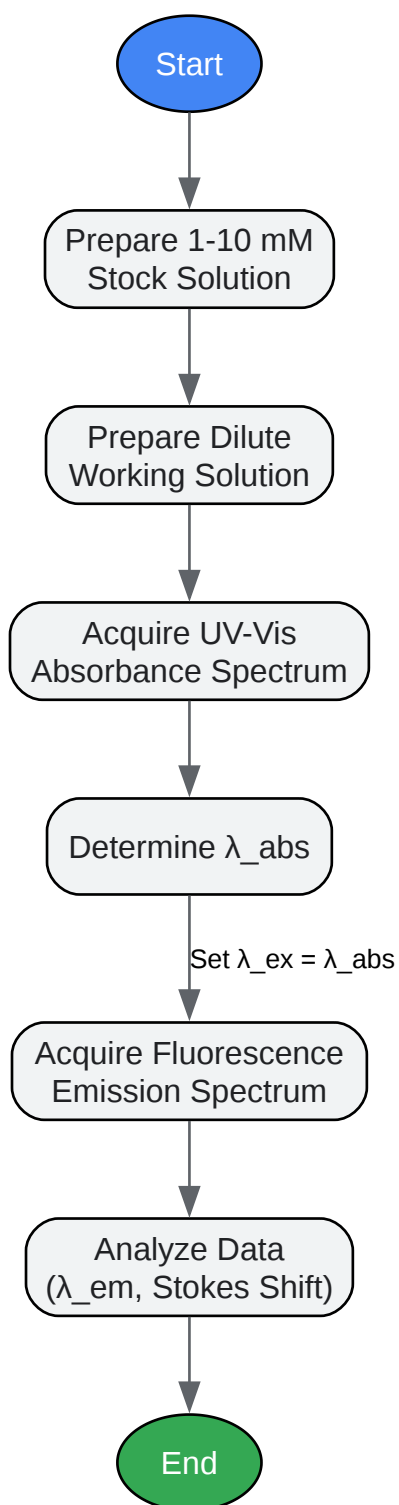 Start
Prepare 1-10 mM
Stock Solution
Prepare Dilute
Working Solution
Acquire UV-Vis
Absorbance Spectrum
Determine λ_abs
Set λ_ex = λ_abs
Acquire Fluorescence
Emission Spectrum
Analyze Data
(λ_em, Stokes Shift)
End